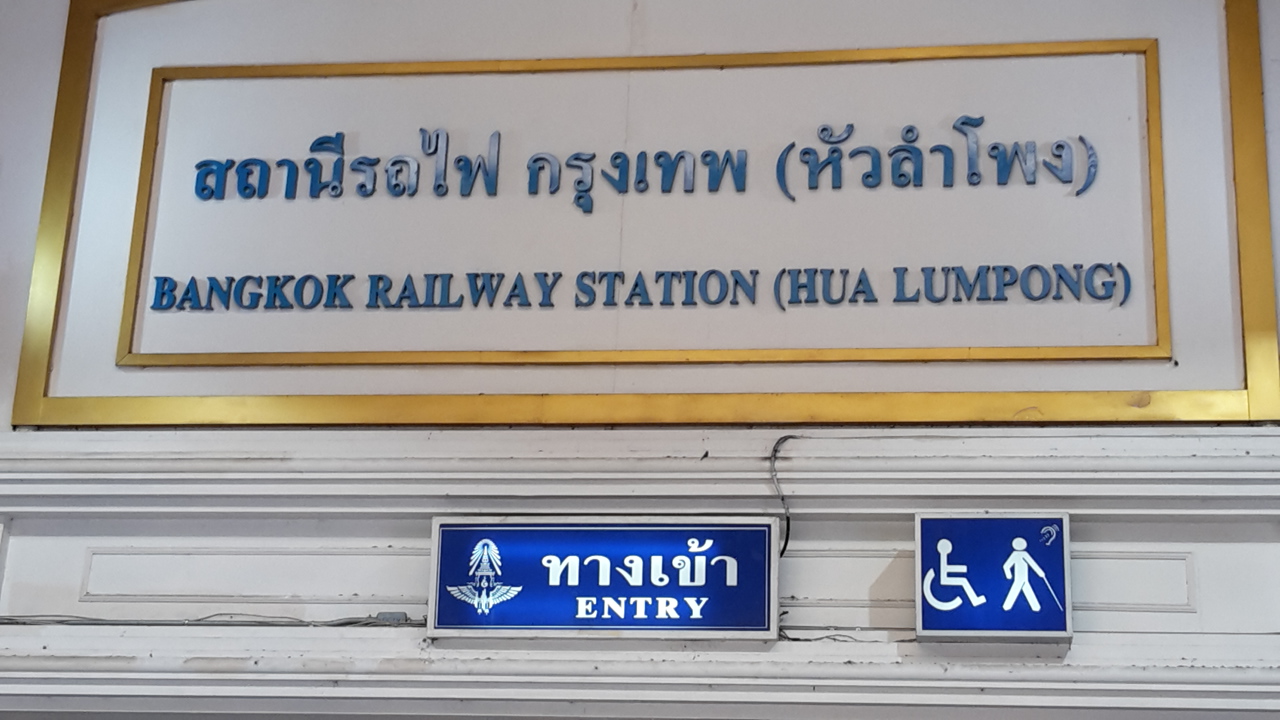 สถานีรถไฟ กรุงเทพ (หัวลำโพง)
BANGKOK RAILWAY STATION (HUA LUMPONG)
ทางเข้า
ENTRY